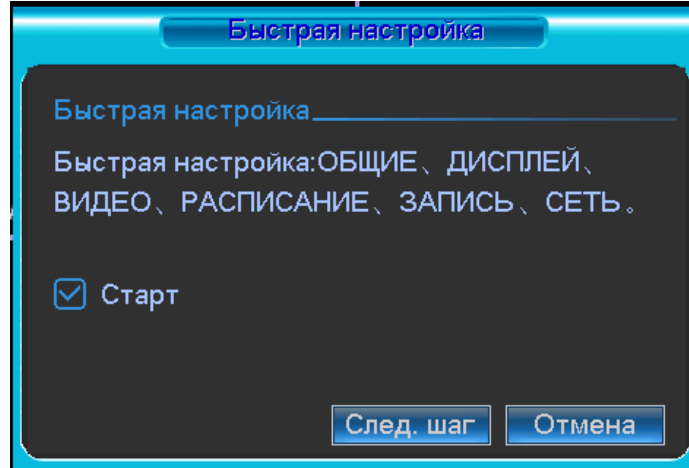 Быстрая настройка
Быстрая настройка
Быстрая настройка:ОБЩИЕ、ДИСПЛЕЙ、
ВИДЕО、РАСПИСАНИЕ、ЗАПИСЬ、СЕТЬ。
Старт
След. шаг
Отмена